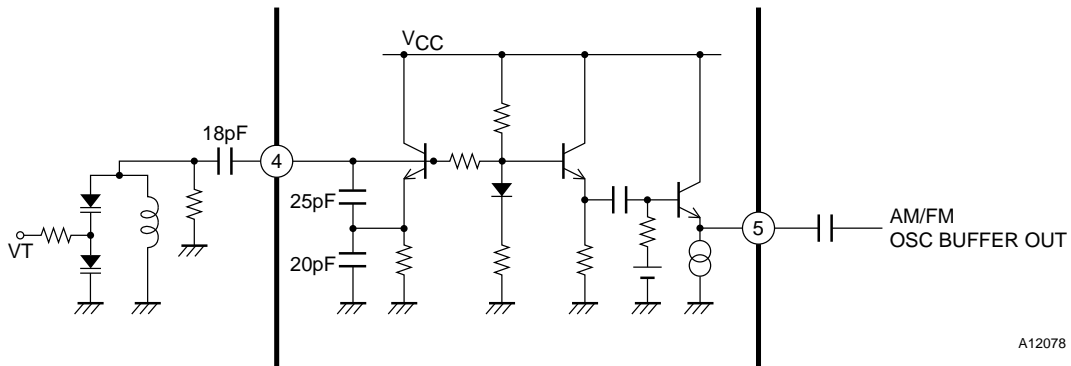 VCC
18pF
4
25pF
20pF
VT
5
AM/FM
OSC BUFFER OUT
A12078